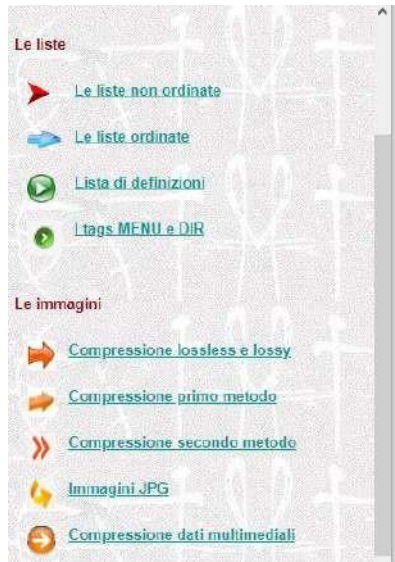 Le liste
Le liste non ordinate
Le liste ordinate
Lista di definizioni
I tags MENU e DIR
Le immagini
Compressione lossless e lossy
Compressione primo metodo
Compressione secondo metodo
Immagini JPG
Compressione dati multimediali